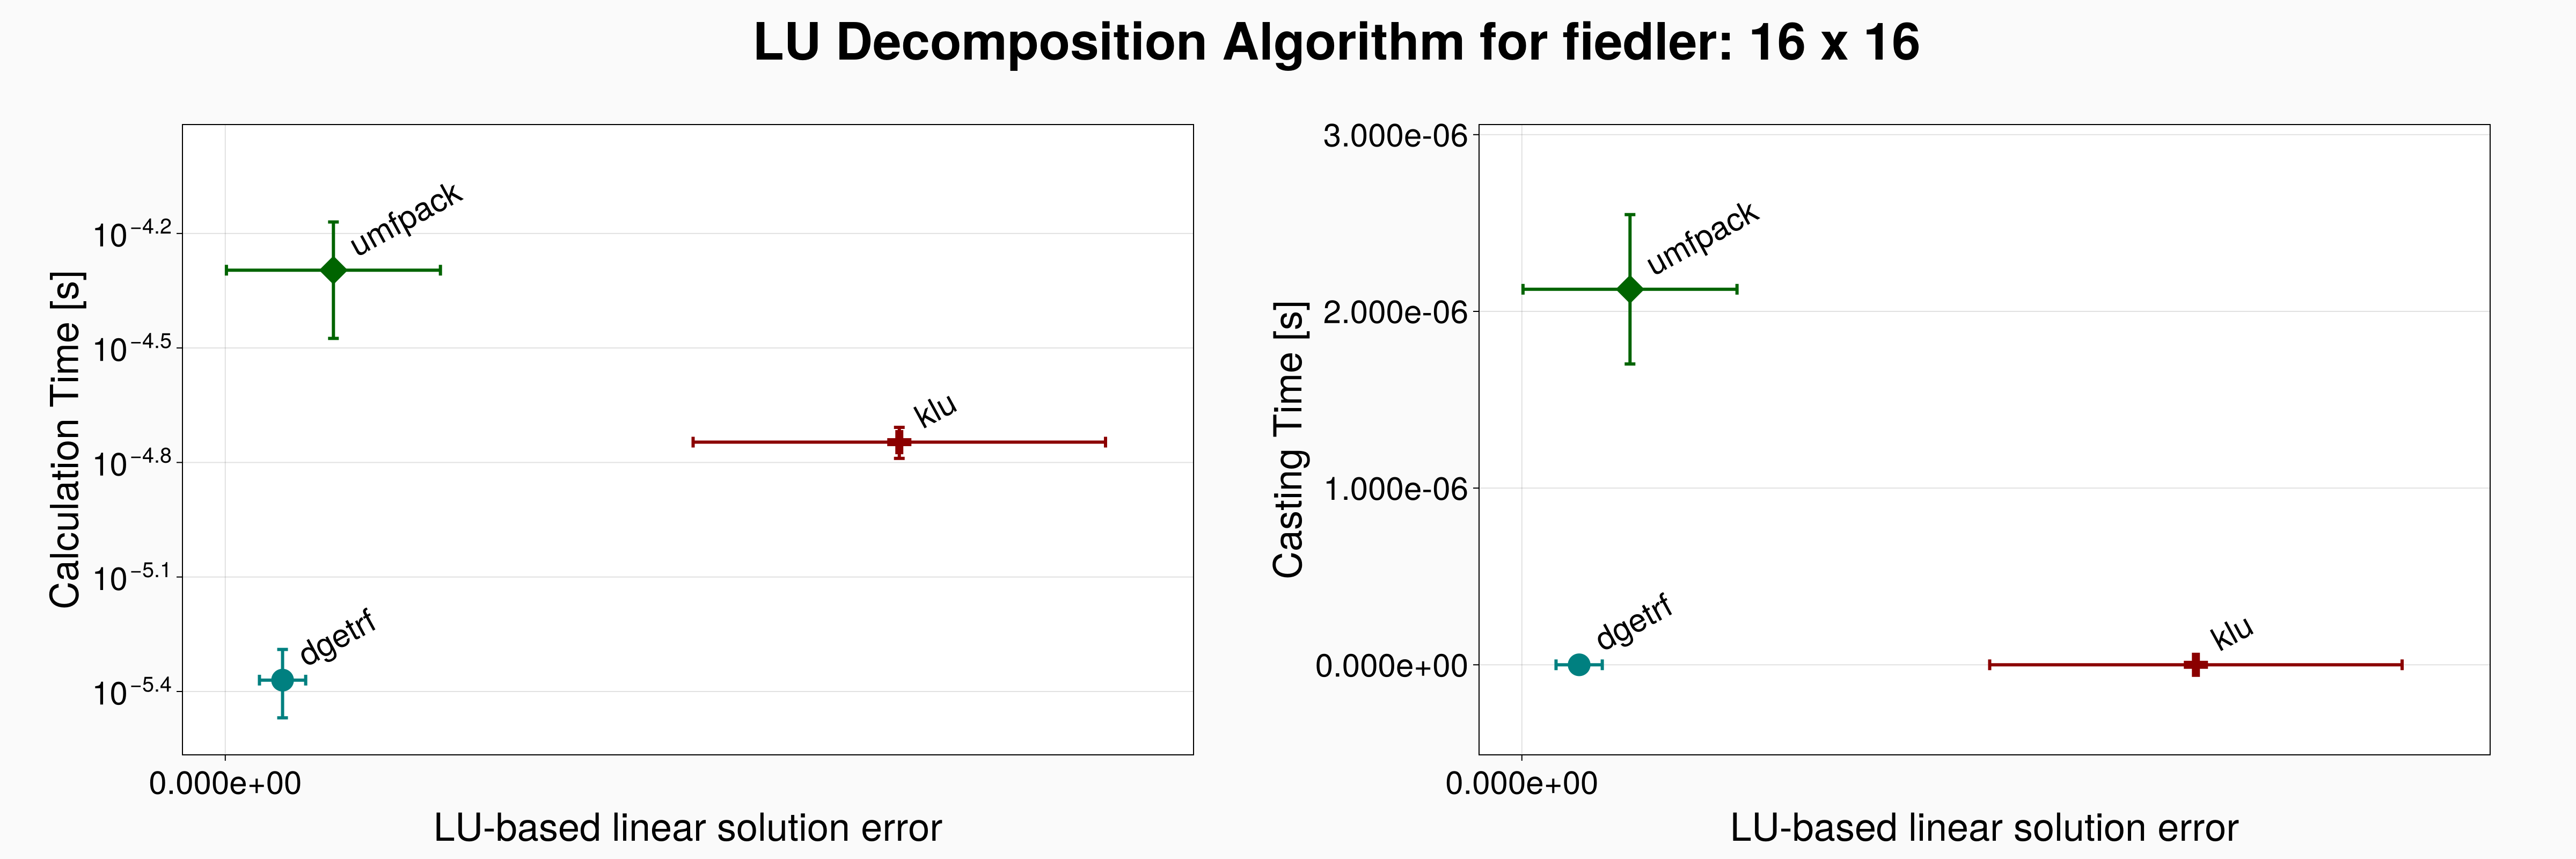 LU Decomposition Algorithm for fiedler: 16 x 16
Calculation Time [s]
10^−4.2
10^−4.5
10^−4.8
10^−5.1
10^−5.4
umfpack
klu
dgetrf
0.000e+00
LU-based linear solution error
Casting Time [s]
3.000e-06
2.000e-06
1.000e-06
0.000e+00
umfpack
dgetrf
klu
0.000e+00
LU-based linear solution error